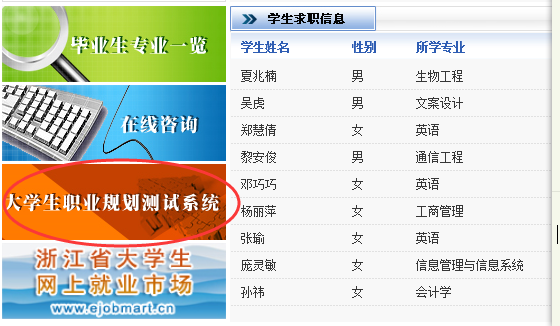 毕业生专业一览
在线咨询
大学生职业规划测试系统
浙江省大学生
网上就业市场
www.ejobmart.cn
学生求职信息
学生姓名 性别 所学专业
夏兆楠 男 生物工程
吴虎 男 文案设计
郑慧倩 女 英语
黎安俊 男 通信工程
邓巧巧 女 英语
杨丽萍 女 工商管理
张瑜 女 英语
庞灵敏 女 信息管理与信息系统
孙祎 女 会计学